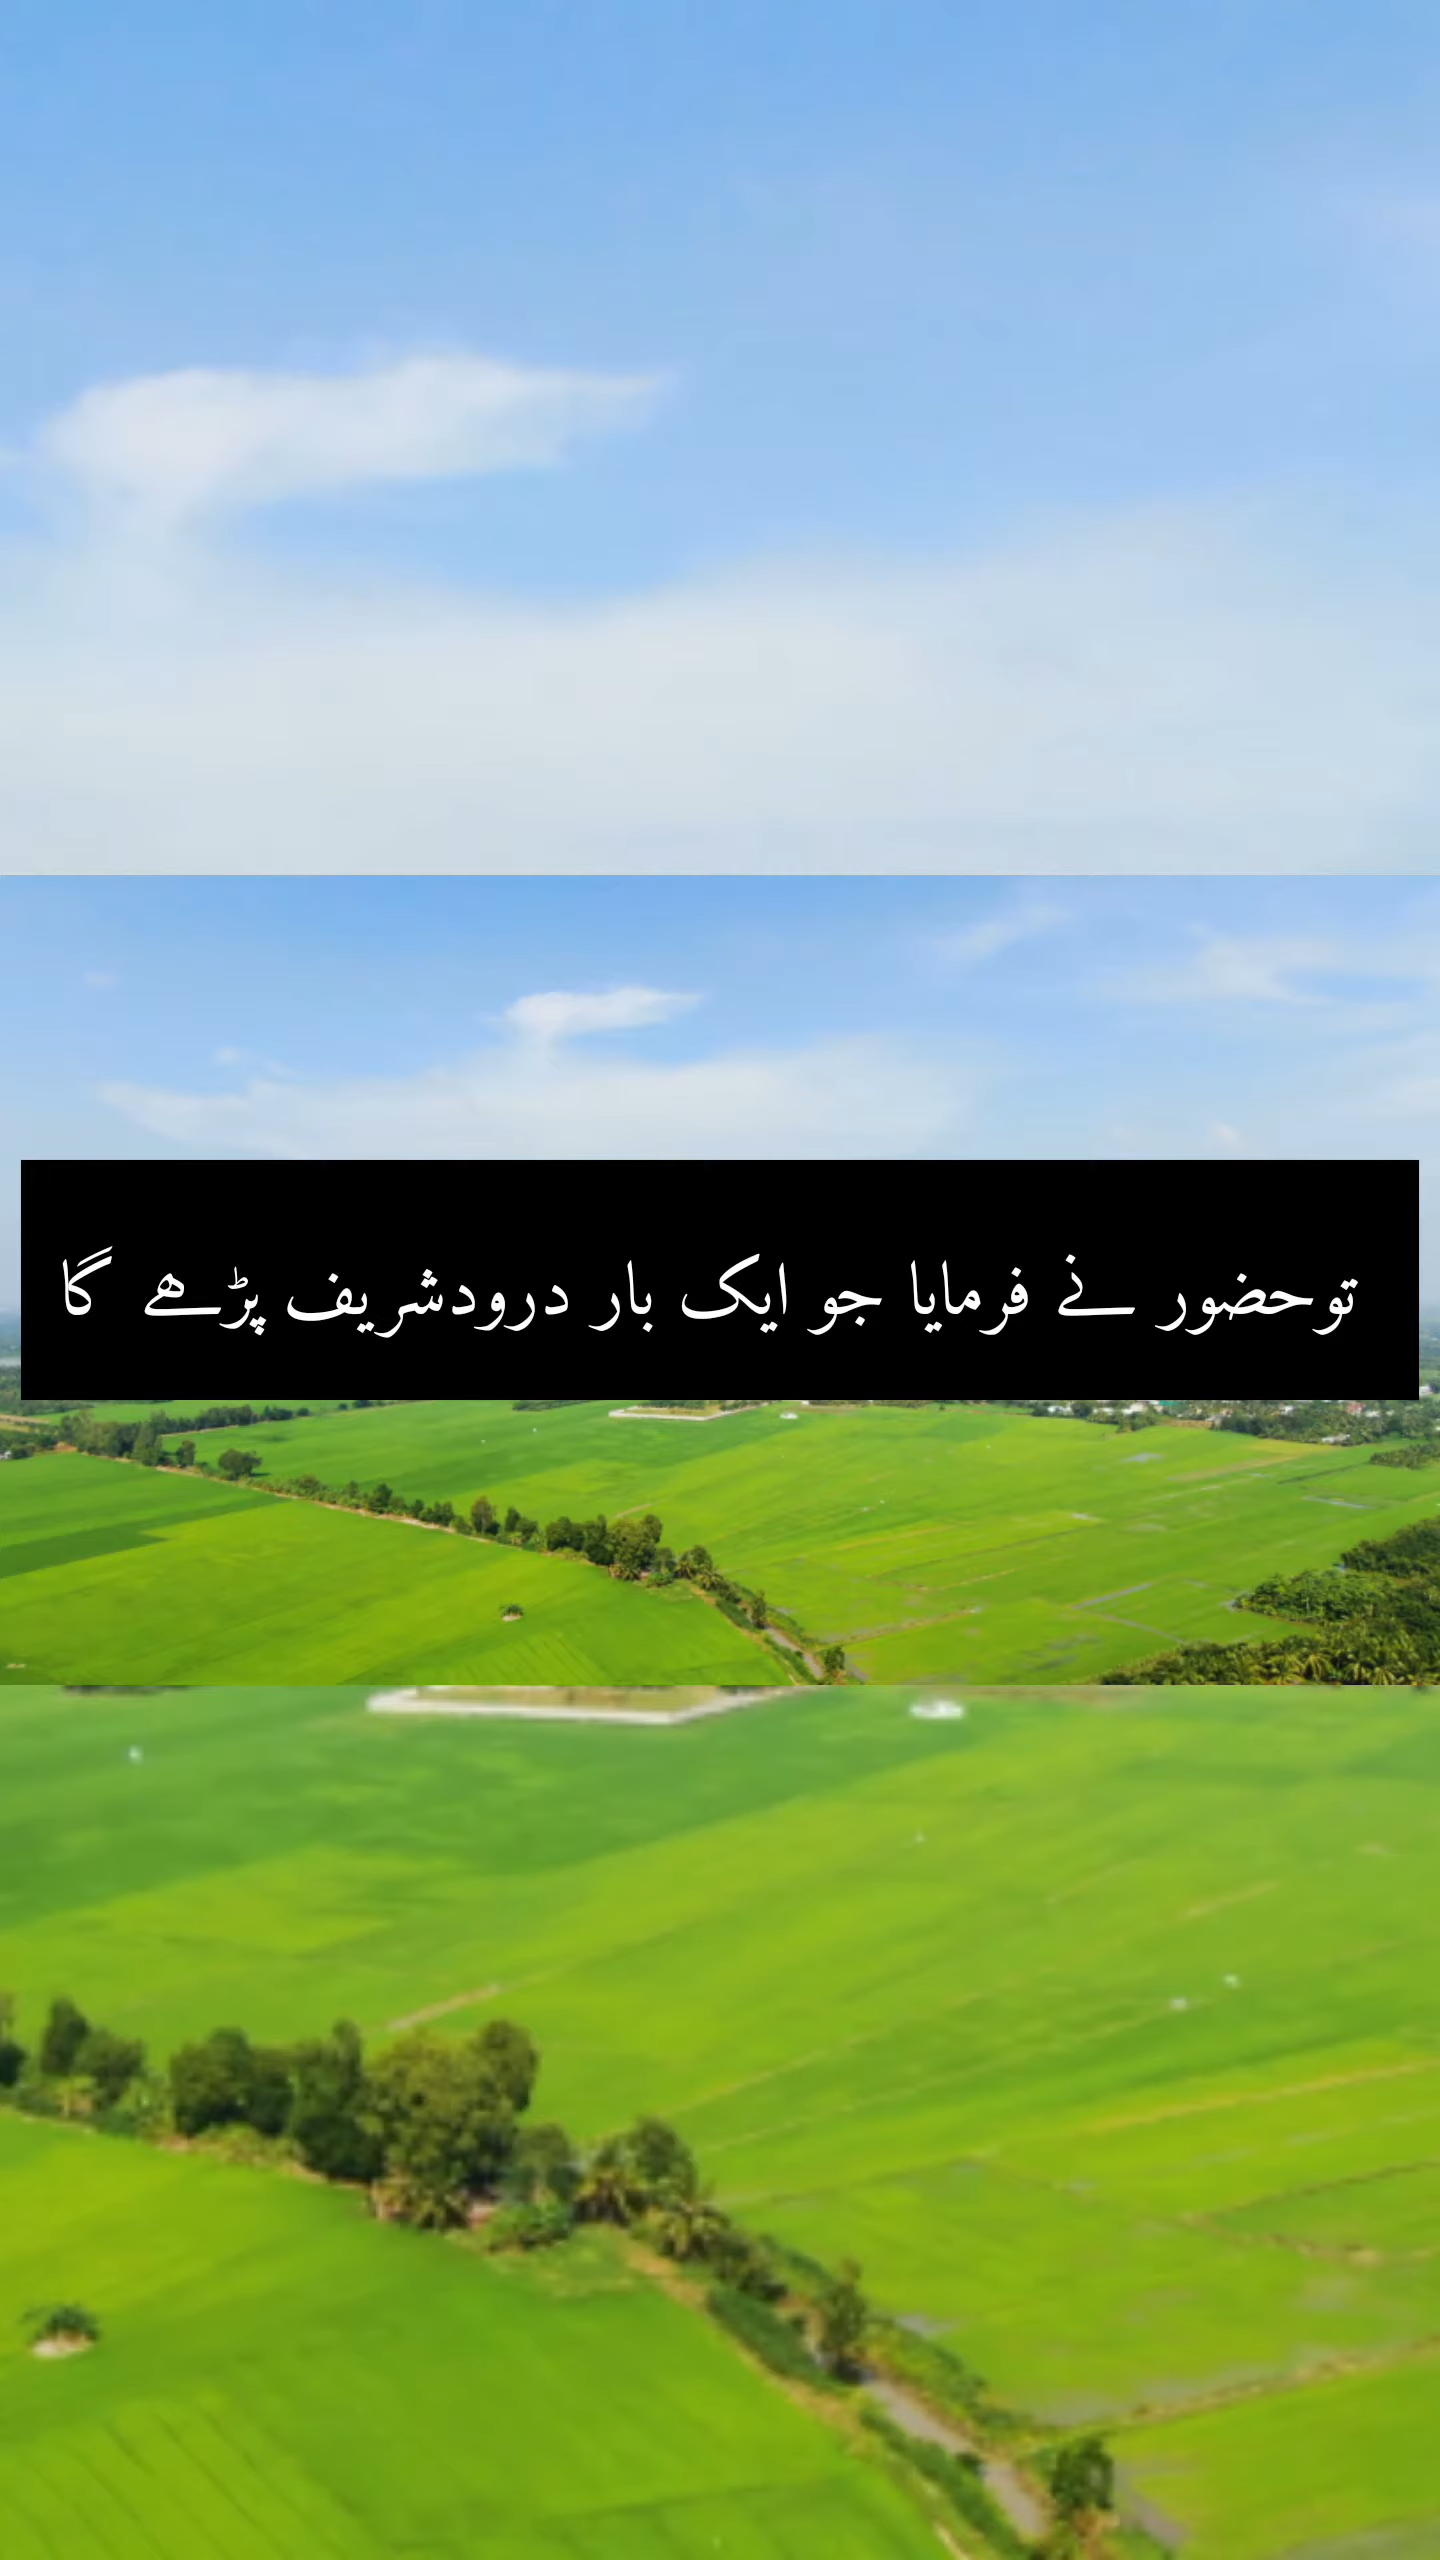 توحضور نے فرمایا جو ایک بار درودشریف پڑھے گا